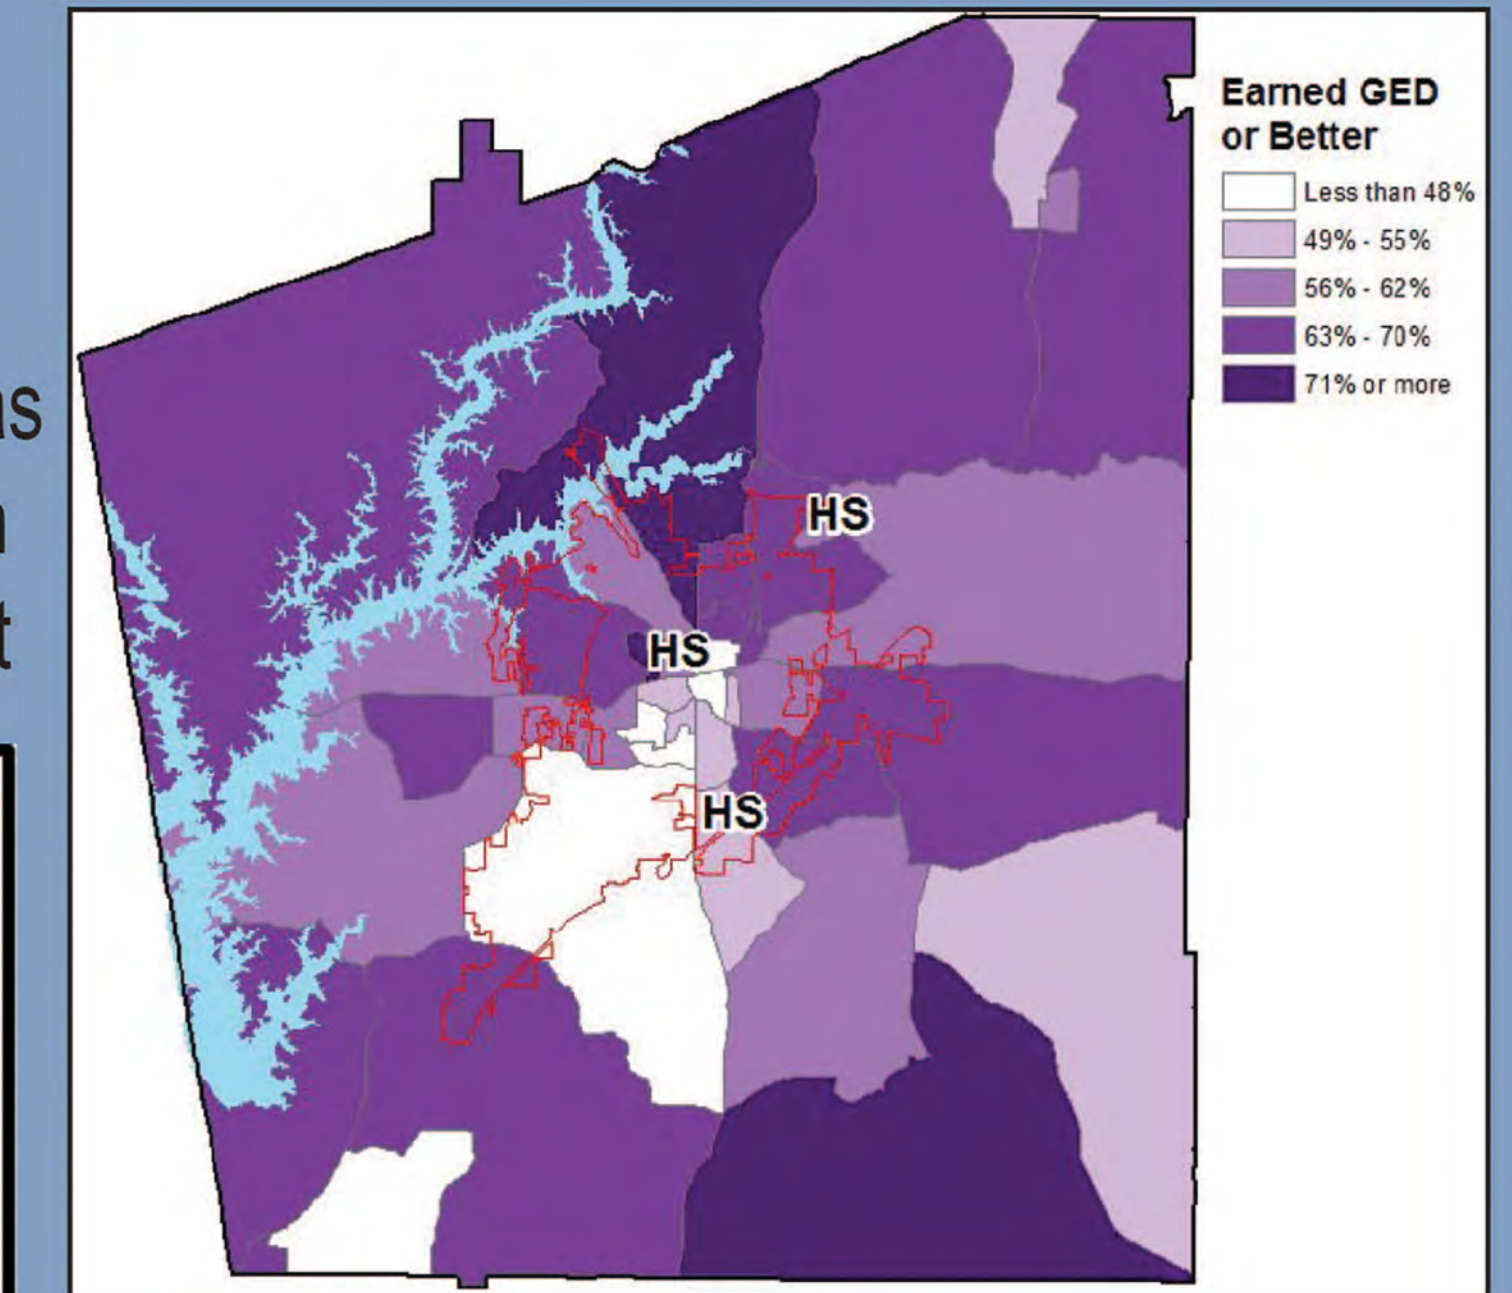 as
n
t
Earned GED
or Better
Less than 48%
49% - 55%
56% - 62%
63% - 70%
71% or more
HS
HS
HS